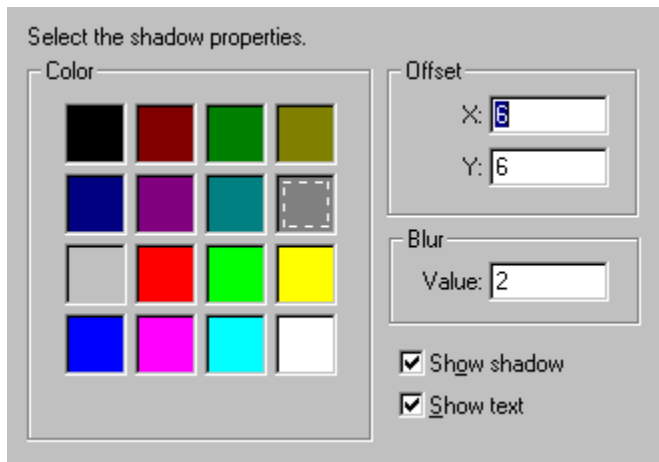 Select the shadow properties.
Color
Offset
X: 6
Y: 6
Blur
Value: 2
Show shadow
Show text